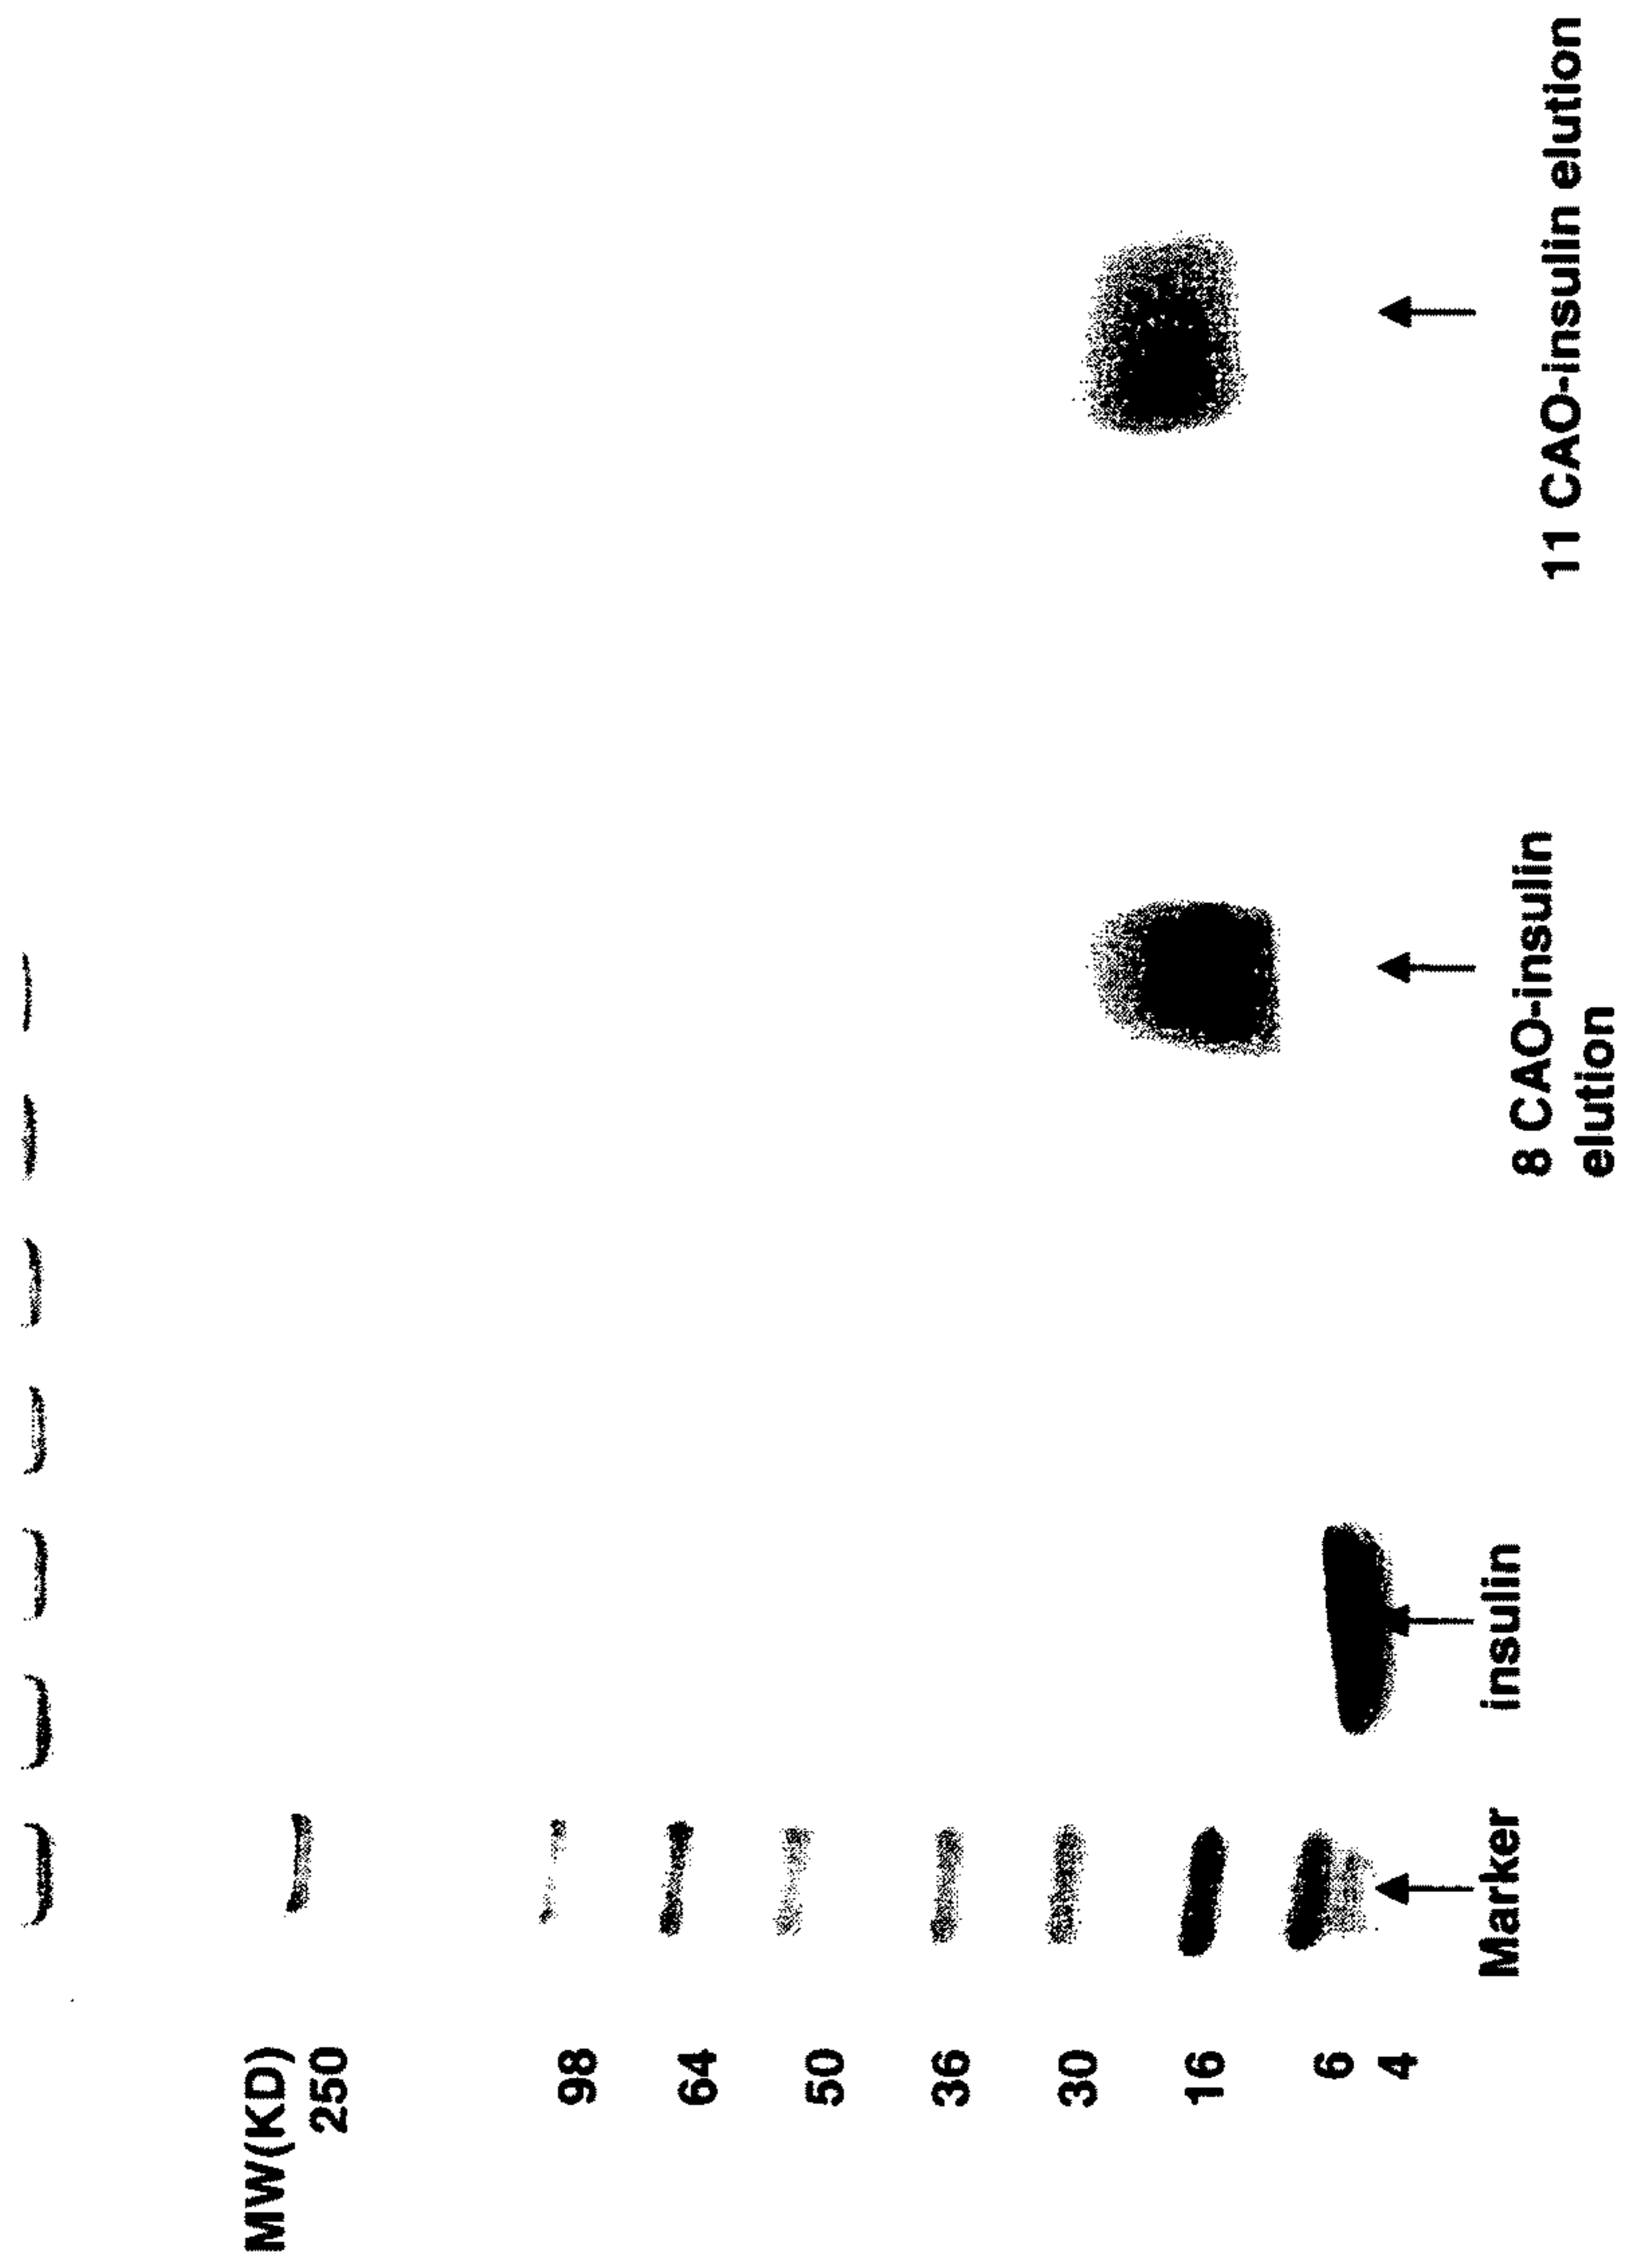 MW(KD)
250
98
64
50
36
30
16
6
4
Marker
insulin
8 CAO-insulin
elution
11 CAO-insulin elution